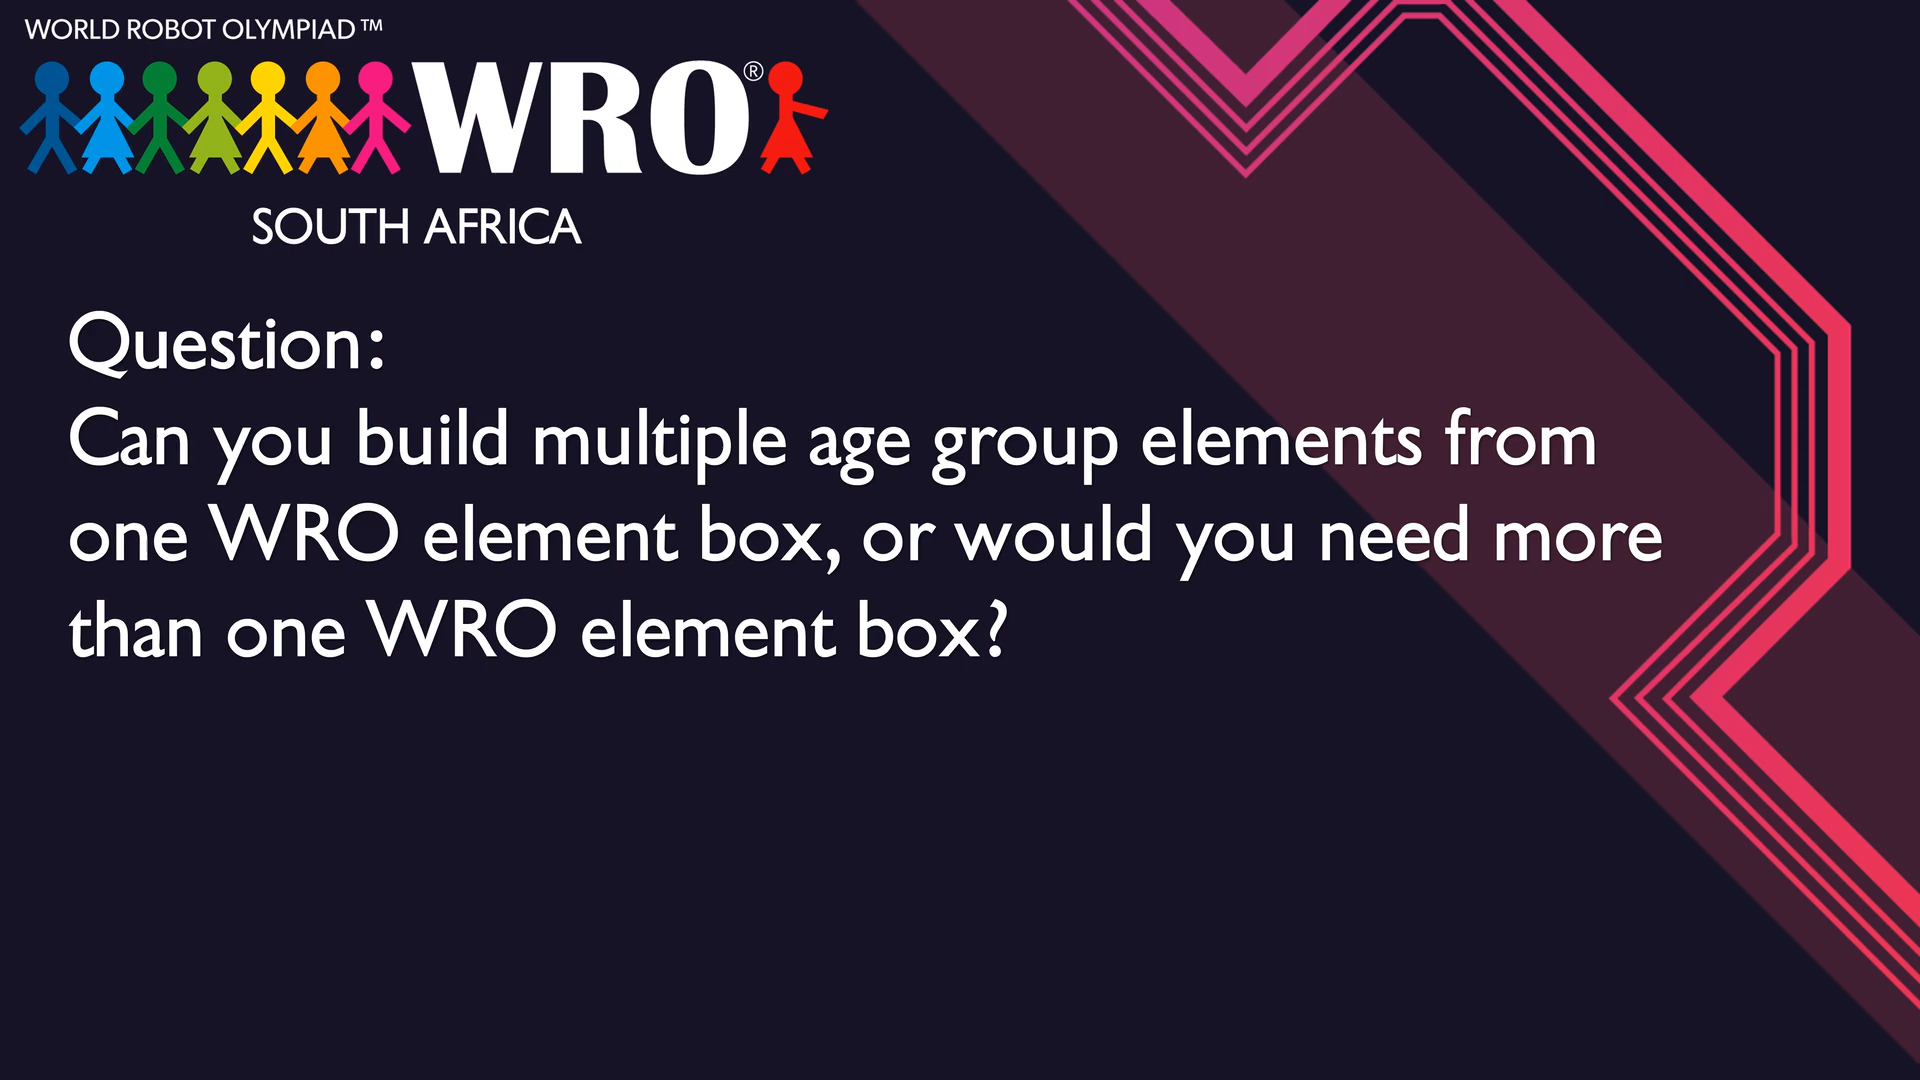 WORLD ROBOT OLYMPIAD™
WRO®
SOUTH AFRICA
Question:
Can you build multiple age group elements from
one WRO element box, or would you need more
than one WRO element box?